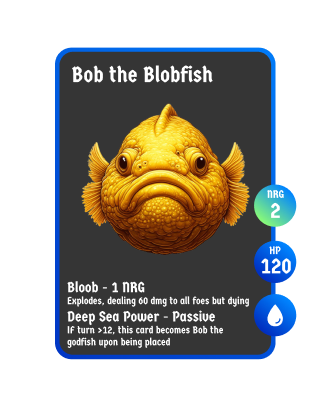 Bob the Blobfish
NRG
2
HP
120
Bloob - 1 NRG
Explodes, dealing 60 dmg to all foes but dying
Deep Sea Power - Passive
If turn >12, this card becomes Bob the
godfish upon being placed